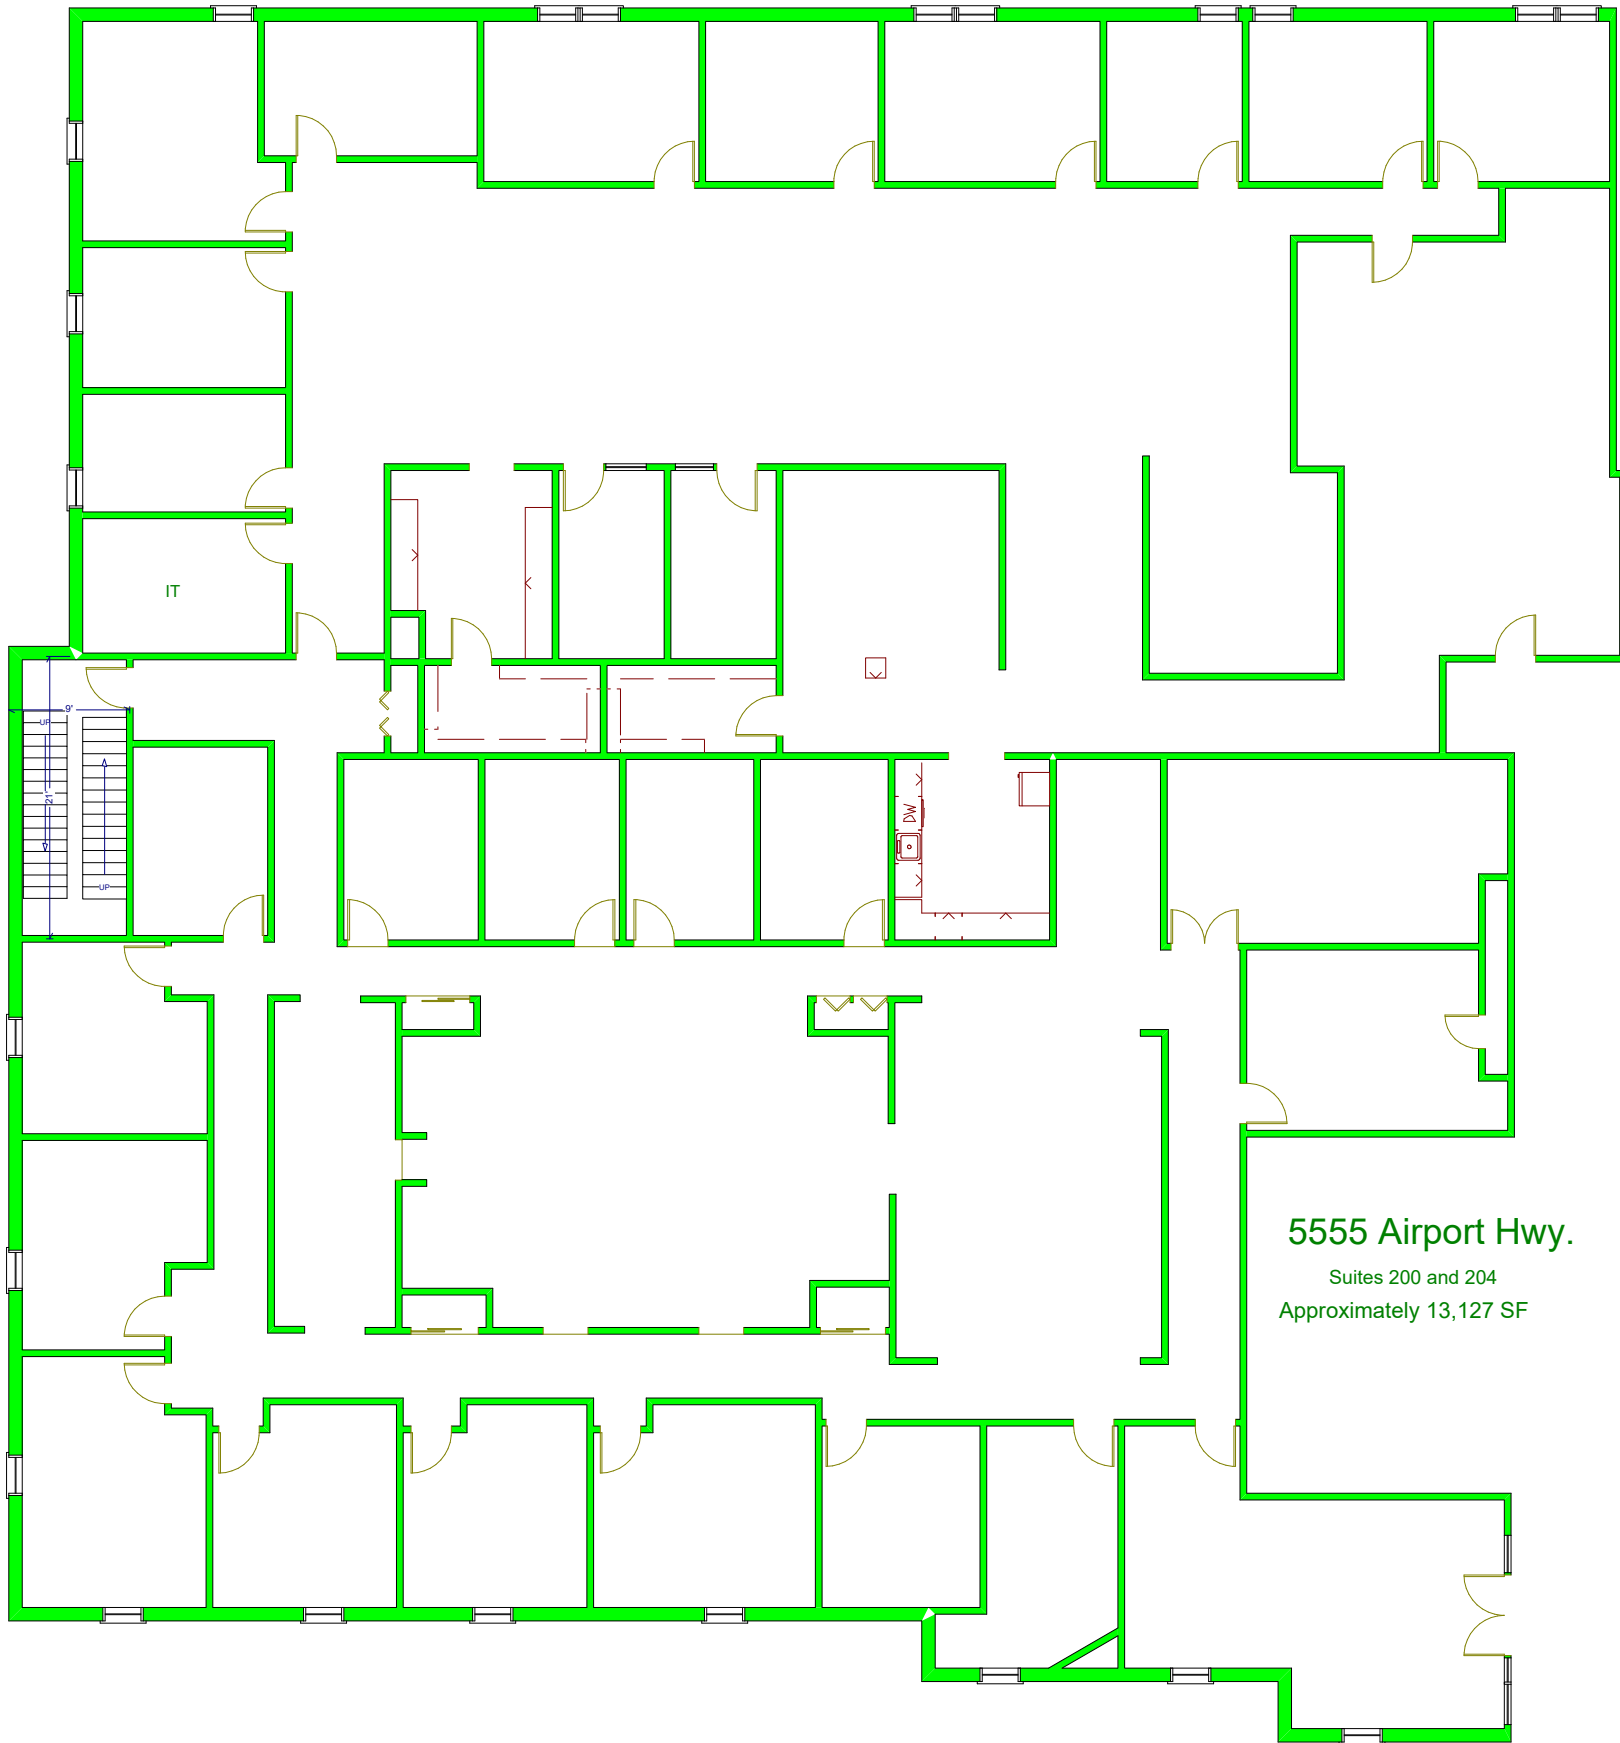 IT
9'
UP
21'
UP
DW
5555 Airport Hwy.
Suites 200 and 204
Approximately 13,127 SF